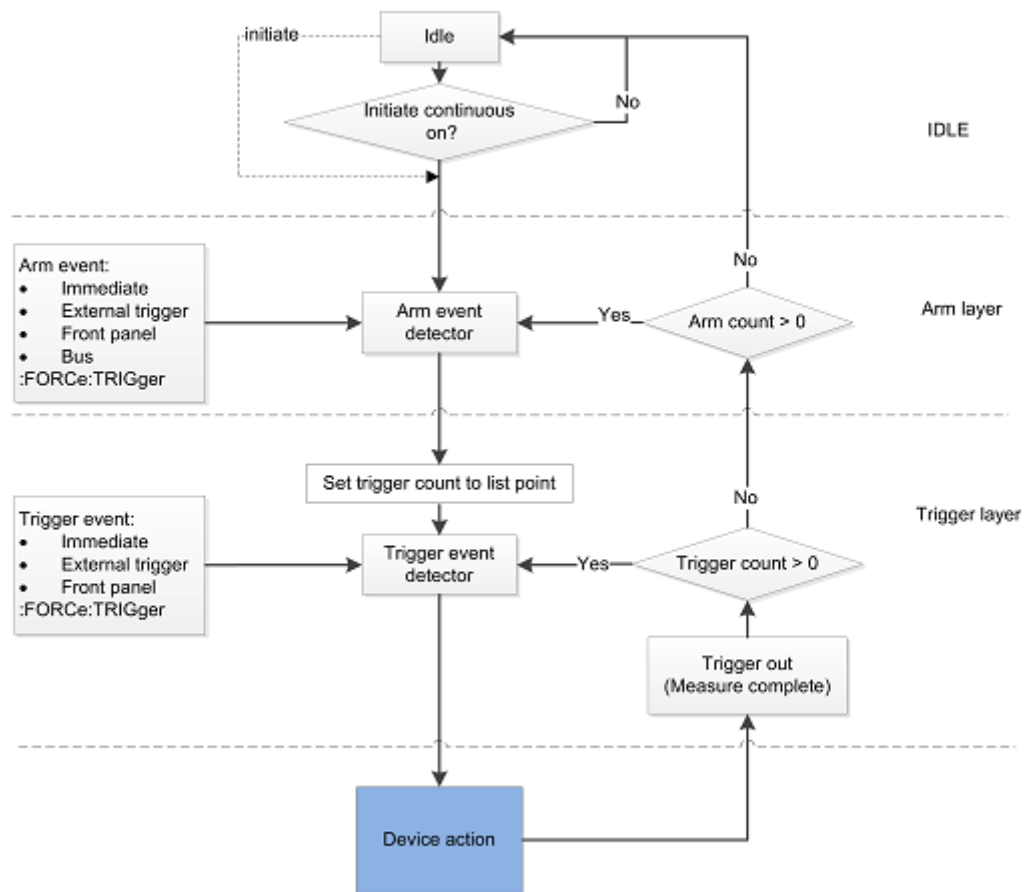 initiate
Idle
Initiate continuous
on?
No
IDLE
No
Arm event:
• Immediate
• External trigger
• Front panel
• Bus
:FORCe:TRIGger
Arm event
detector
Yes
Arm count > 0
Arm layer
Set trigger count to list point
No
Trigger layer
Trigger event:
• Immediate
• External trigger
• Front panel
:FORCe:TRIGger
Trigger event
detector
Yes
Trigger count > 0
Trigger out
(Measure complete)
Device action